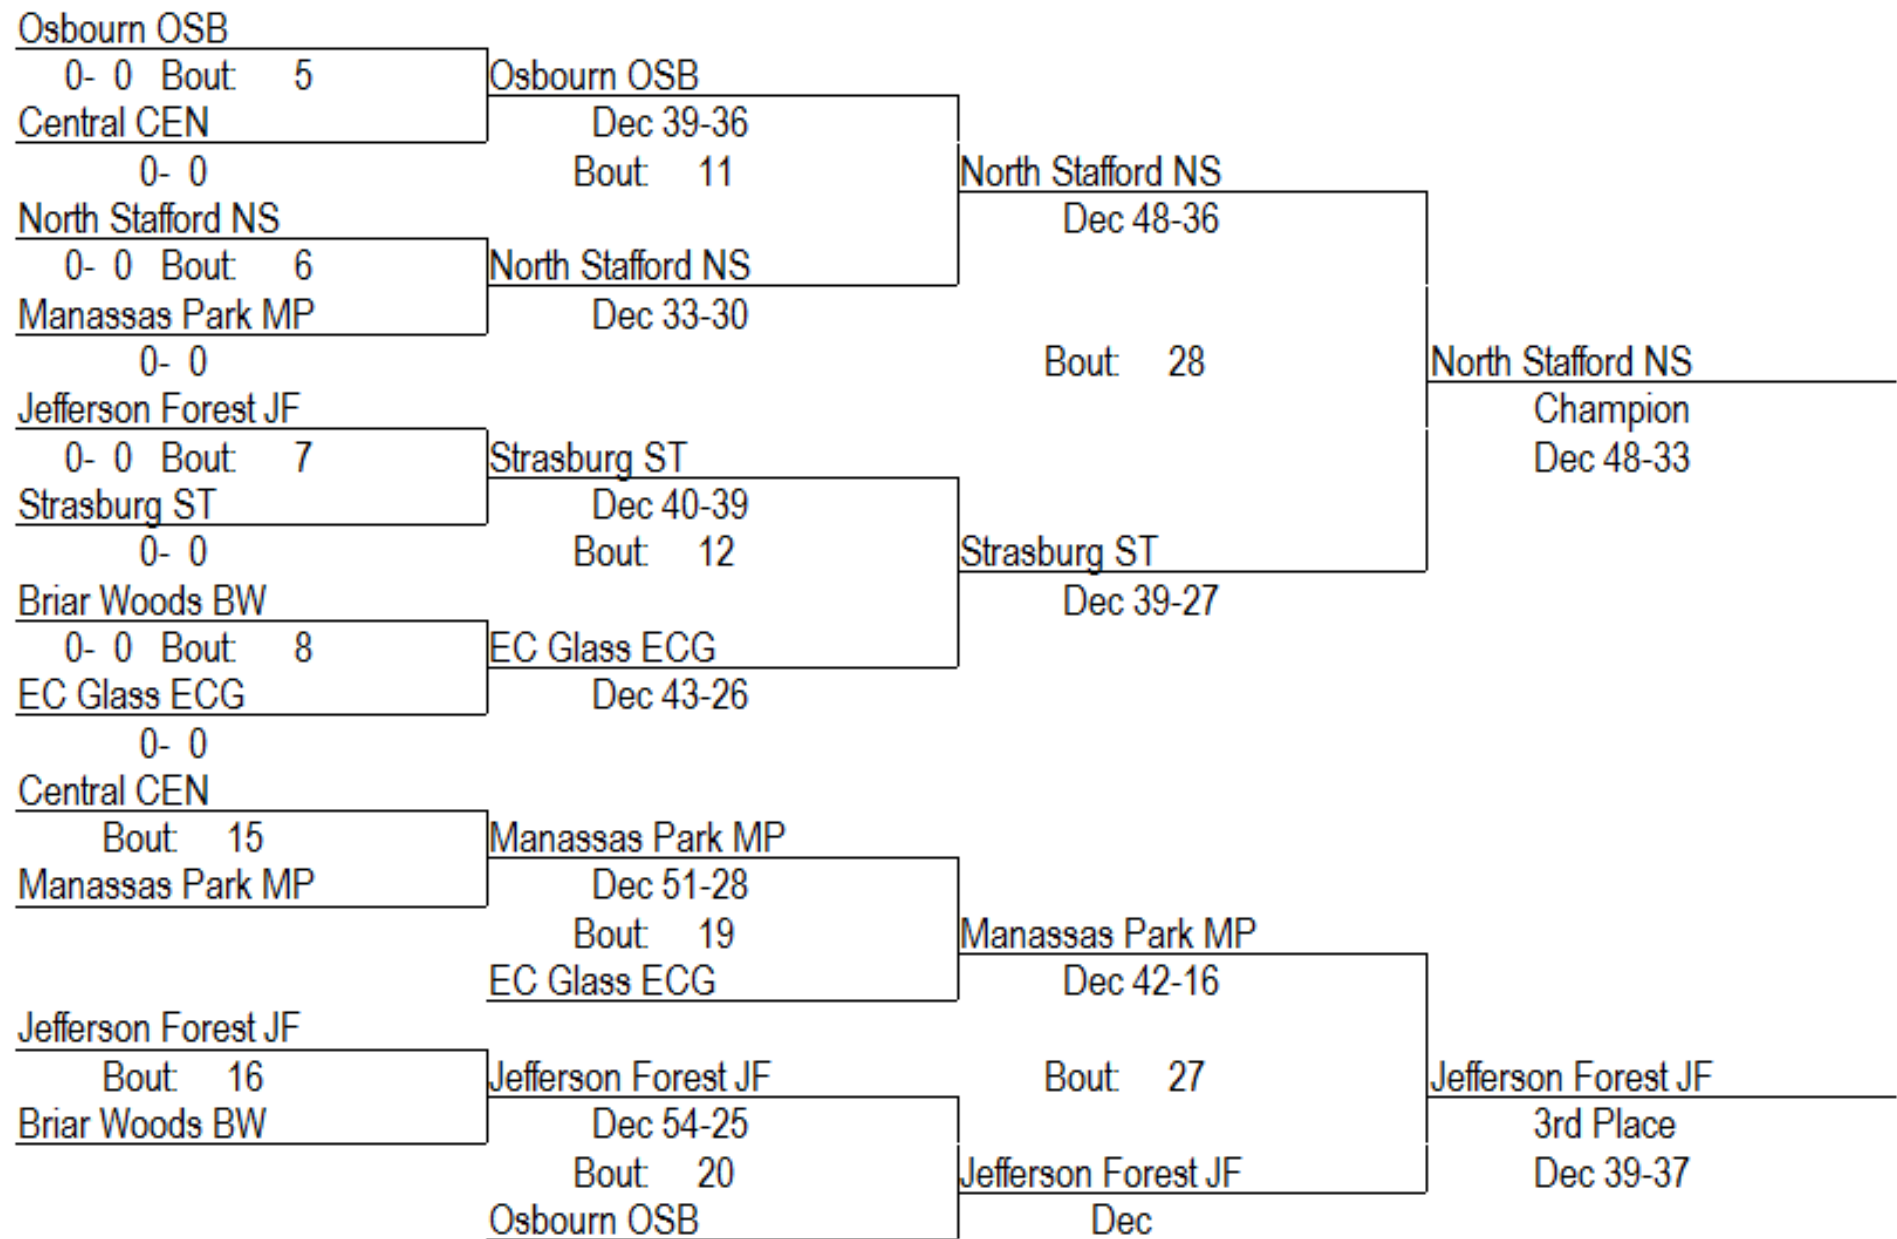 Osbourn OSB
0- 0 Bout: 5
Osbourn OSB
Central CEN
Dec 39-36
0- 0
Bout: 11
North Stafford NS
North Stafford NS
Dec 48-36
0- 0 Bout: 6
North Stafford NS
Manassas Park MP
Dec 33-30
0- 0
Bout: 28
North Stafford NS
Jefferson Forest JF
Champion
0- 0 Bout: 7
Strasburg ST
Dec 48-33
Strasburg ST
Dec 40-39
0- 0
Bout: 12
Strasburg ST
Briar Woods BW
Dec 39-27
0- 0 Bout: 8
EC Glass ECG
EC Glass ECG
Dec 43-26
0- 0
Central CEN
Bout: 15
Manassas Park MP
Manassas Park MP
Dec 51-28
Bout: 19
Manassas Park MP
EC Glass ECG
Dec 42-16
Jefferson Forest JF
Bout: 16
Jefferson Forest JF
Bout: 27
Jefferson Forest JF
Briar Woods BW
Dec 54-25
3rd Place
Bout: 20
Jefferson Forest JF
Dec 39-37
Osbourn OSB
Dec